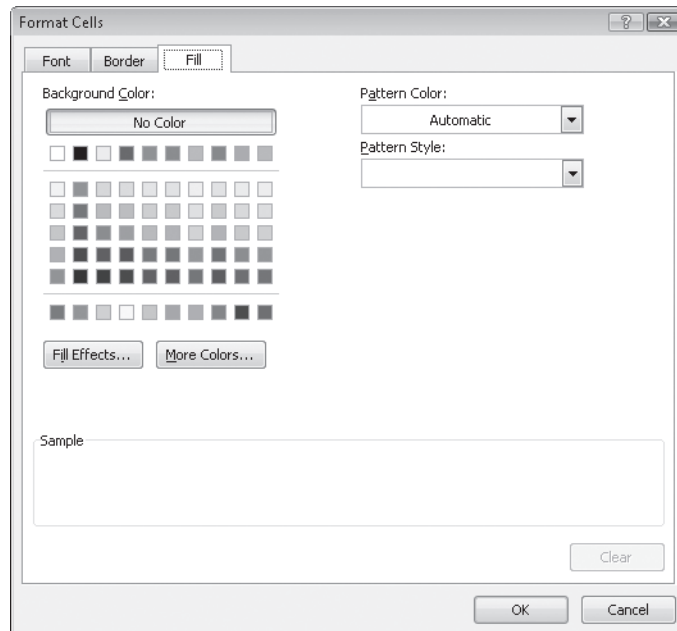 Format Cells
Font Border Fill
Background Color:
No Color
Pattern Color:
Automatic
Pattern Style:
Fill Effects...
More Colors...
Sample
Clear
OK
Cancel